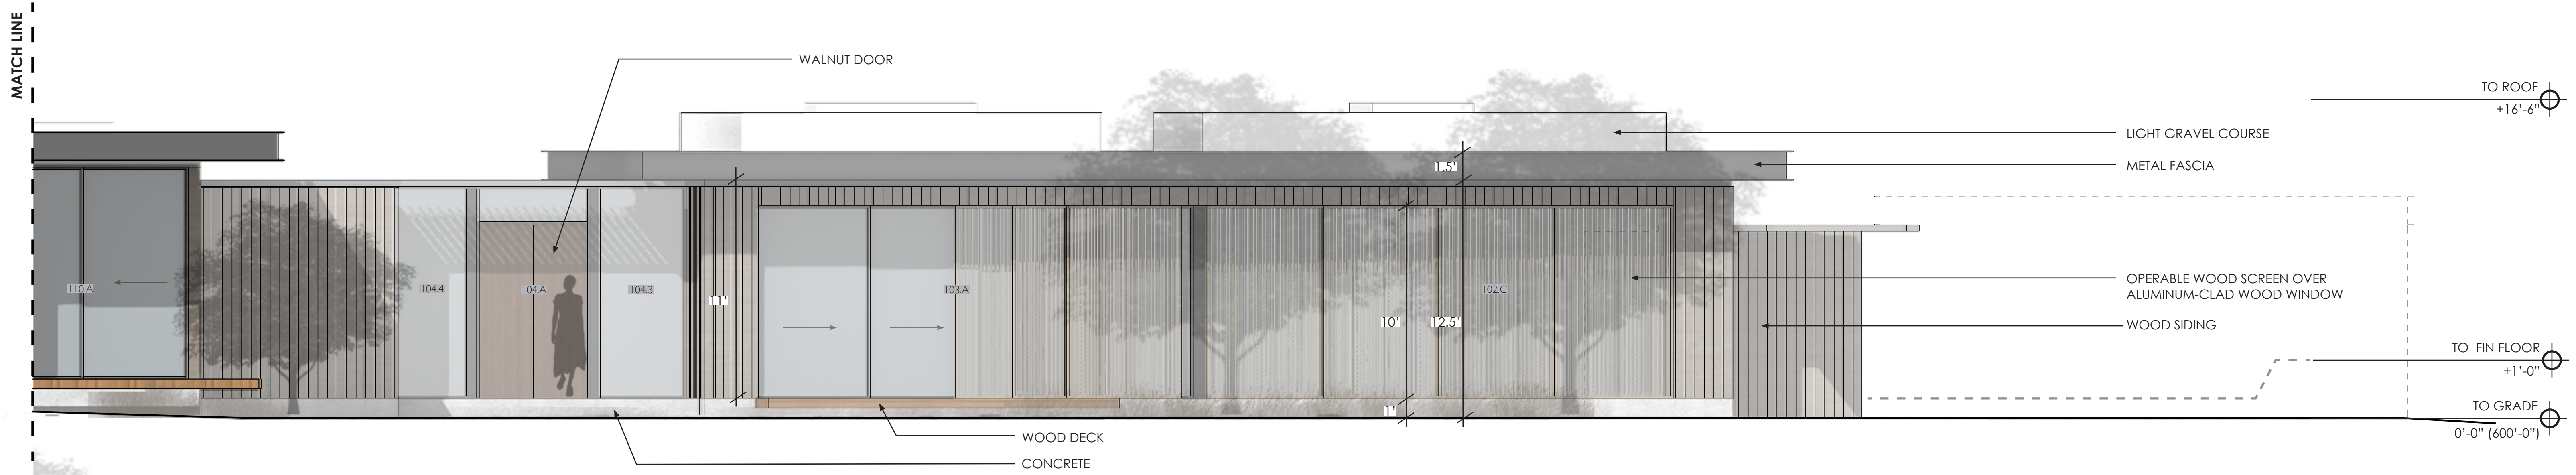 MATCH LINE
WALNUT DOOR
TO ROOF
+16'-6"
LIGHT GRAVEL COURSE
METAL FASCIA
1.5'
110.A
104.4
104.A
104.3
11'
103.A
102.C
10'
12.5'
1'
OPERABLE WOOD SCREEN OVER
ALUMINUM-CLAD WOOD WINDOW
WOOD SIDING
TO FIN FLOOR
+1'-0"
TO GRADE
0'-0" (600'-0")
WOOD DECK
CONCRETE